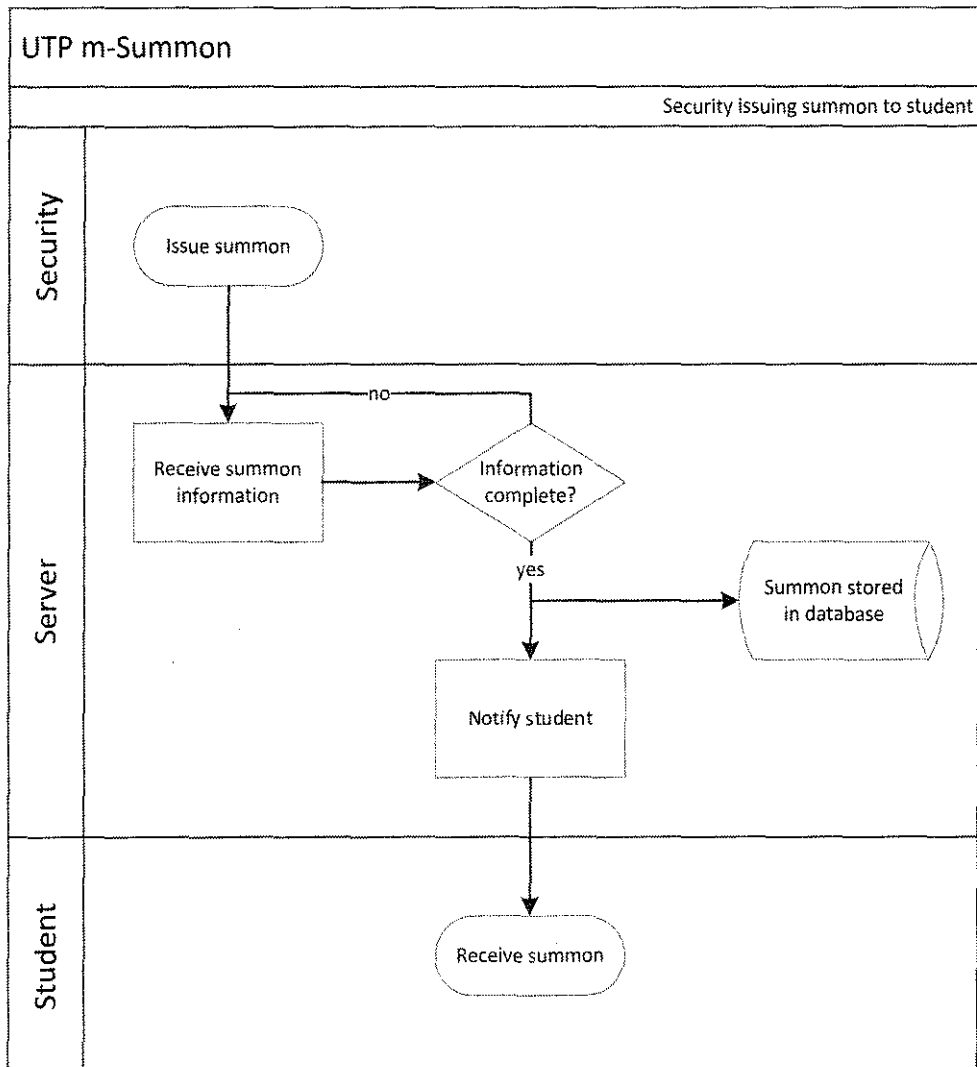 UTP m-Summon
Security issuing summon to student
Security
Issue summon
Server
no
Receive summon
information
Information
complete?
yes
Summon stored
in database
Notify student
Student
Receive summon